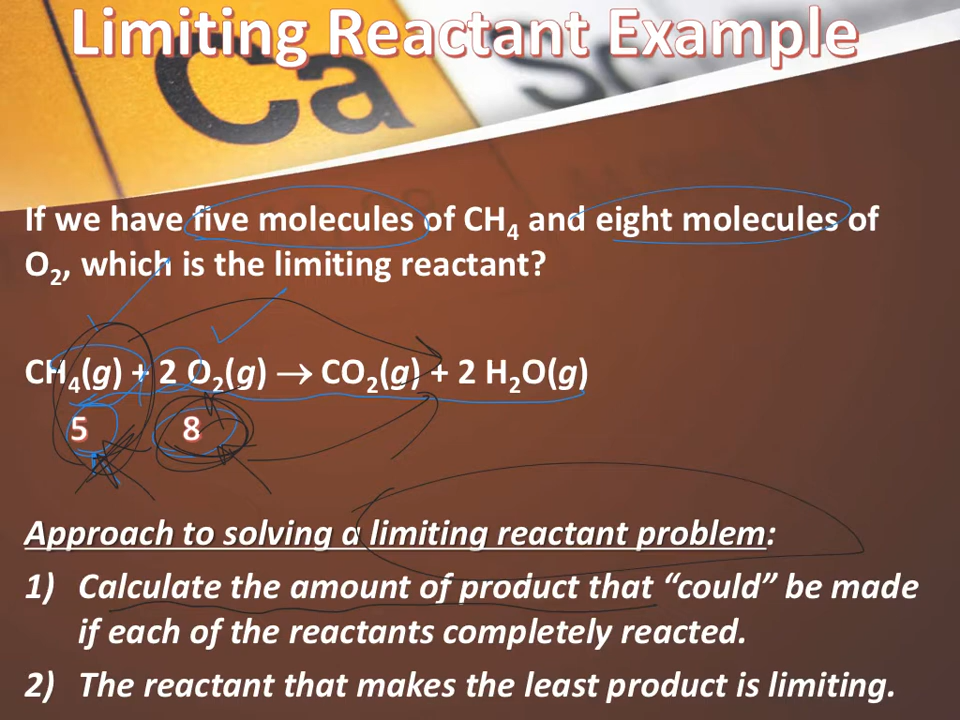 Limiting Reactant Example
Ca
Sc
If we have five molecules of CH₄ and eight molecules of
O₂, which is the limiting reactant?
CH₄(g) + 2 O₂(g) → CO₂(g) + 2 H₂O(g)
5 8
Approach to solving a limiting reactant problem:
1) Calculate the amount of product that “could” be made
if each of the reactants completely reacted.
2) The reactant that makes the least product is limiting.